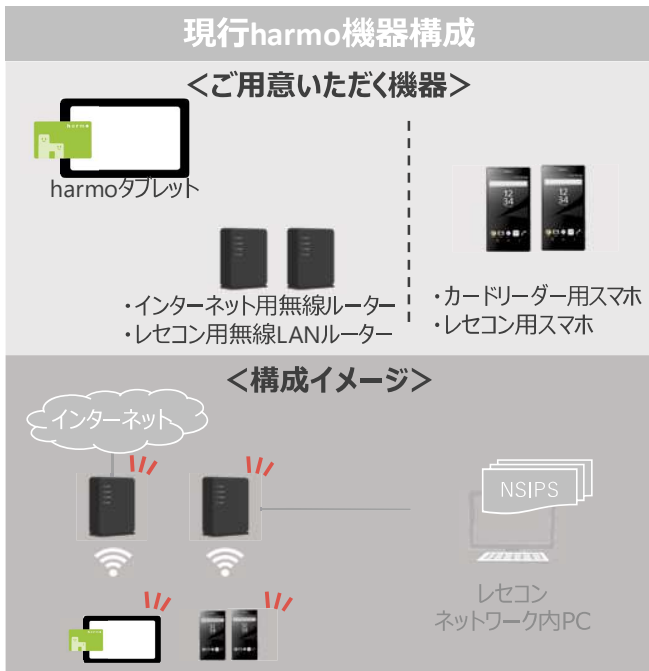 現行harmo機器構成
＜ご用意いただく機器＞
harmo
harmoタブレット
12
34
12
34
・インターネット用無線ルーター
・レセコン用無線LANルーター
・カードリーダー用スマホ
・レセコン用スマホ
＜構成イメージ＞
インターネット
NSIPS
レセコン
ネットワーク内PC